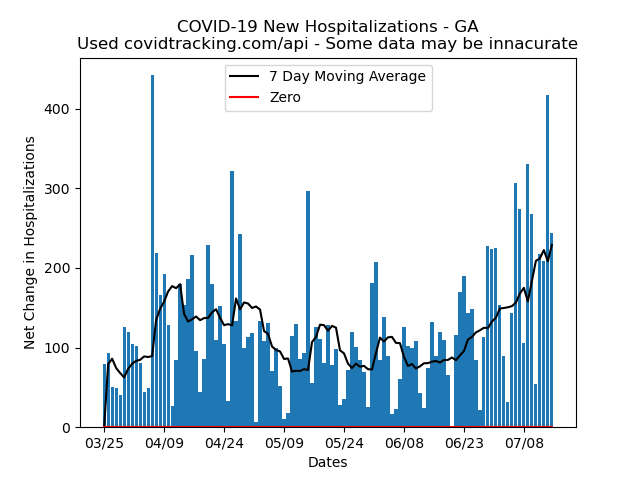 COVID-19 New Hospitalizations - GA
Used covidtracking.com/api - Some data may be innacurate
7 Day Moving Average
Zero
Net Change in Hospitalizations
400
300
200
100
0
03/25 04/09 04/24 05/09 05/24 06/08 06/23 07/08
Dates